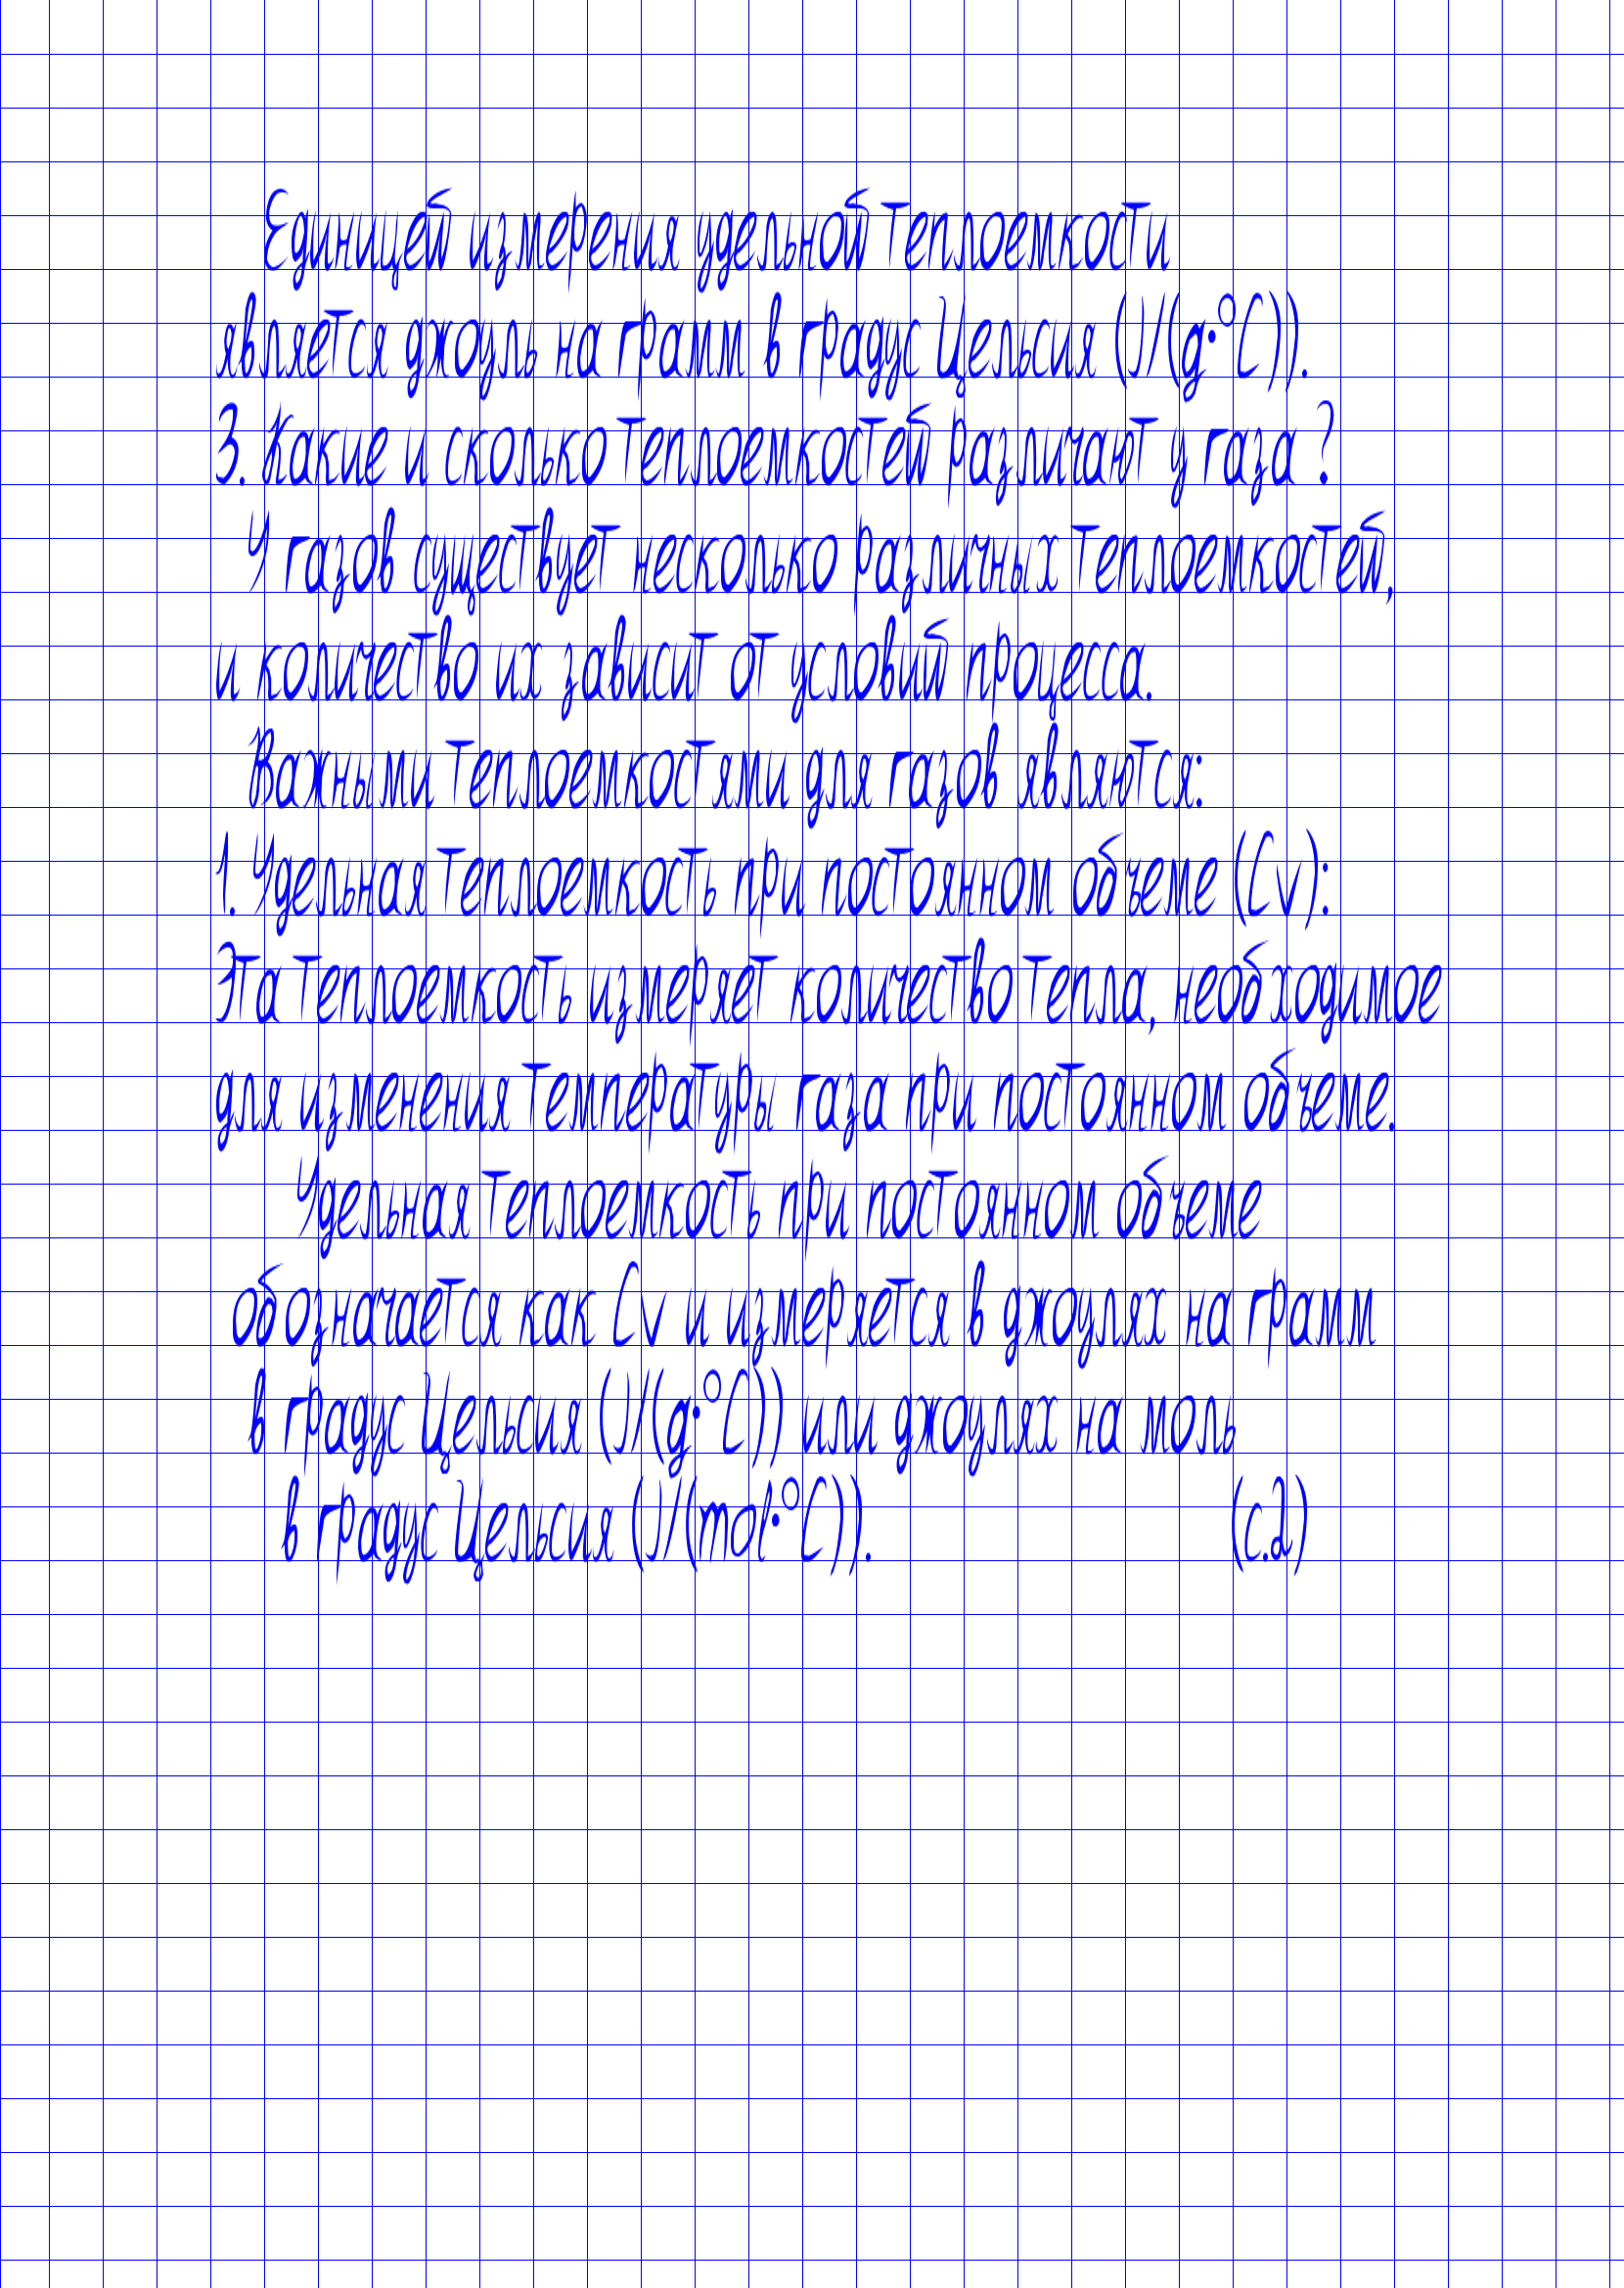 Единицей измерения удельной теплоемкости
является джоуль на грамм в градус Цельсия (J/(g·°C)).
3. Какие и сколько теплоемкостей различают у газа?
У газов существует несколько различных теплоемкостей,
и количество их зависит от условий процесса.
Важными теплоемкостями для газов являются:
1. Удельная теплоемкость при постоянном объеме (Cv):
Эта теплоемкость измеряет количество тепла, необходимое
для изменения температуры газа при постоянном объеме.
Удельная теплоемкость при постоянном объеме
обозначается как Cv и измеряется в джоулях на грамм
в градус Цельсия (J/(g·°C)) или джоулях на моль
в градус Цельсия (J/(mol·°C)). (с.2)